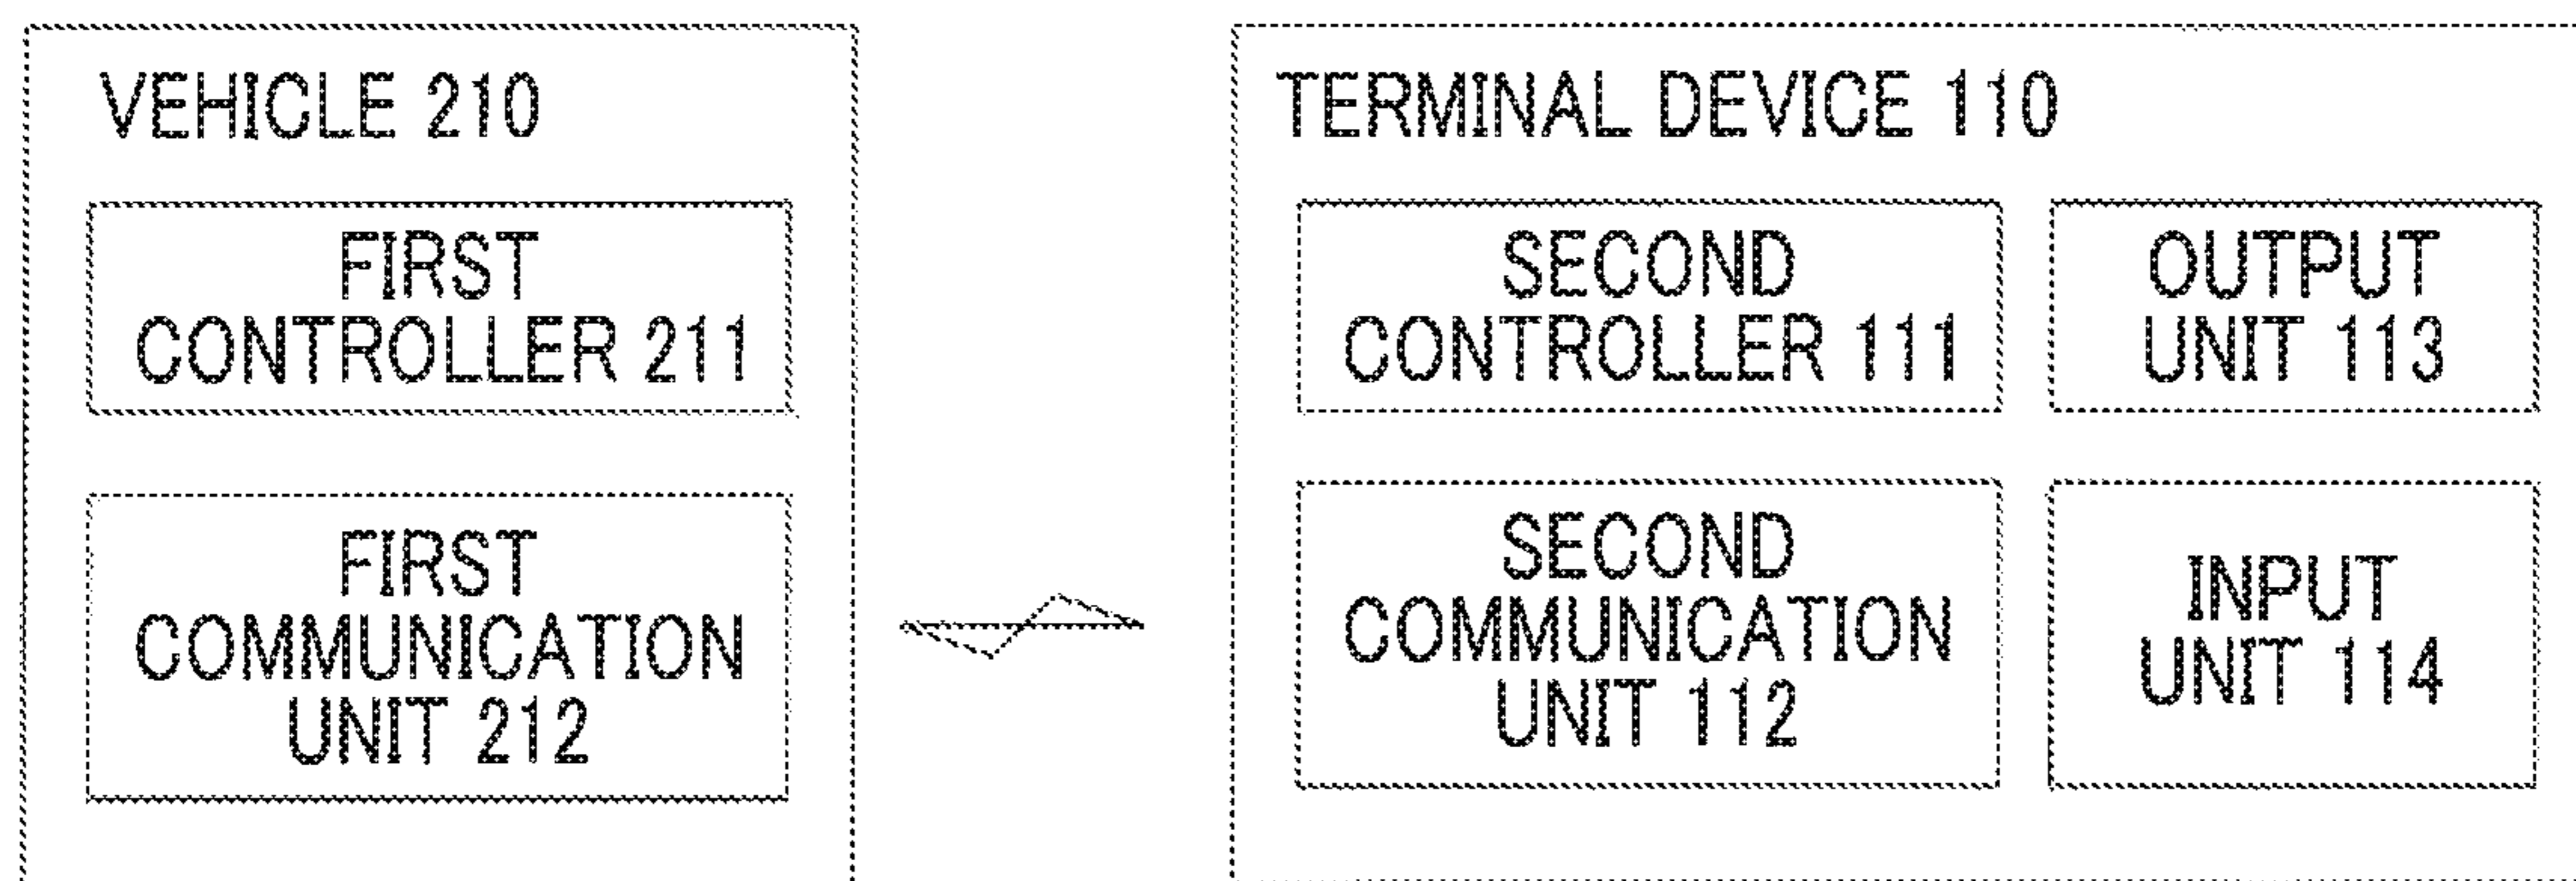 VEHICLE 210
FIRST
CONTROLLER 211
FIRST
COMMUNICATION
UNIT 212
TERMINAL DEVICE 110
SECOND
CONTROLLER 111
OUTPUT
UNIT 113
SECOND
COMMUNICATION
UNIT 112
INPUT
UNIT 114